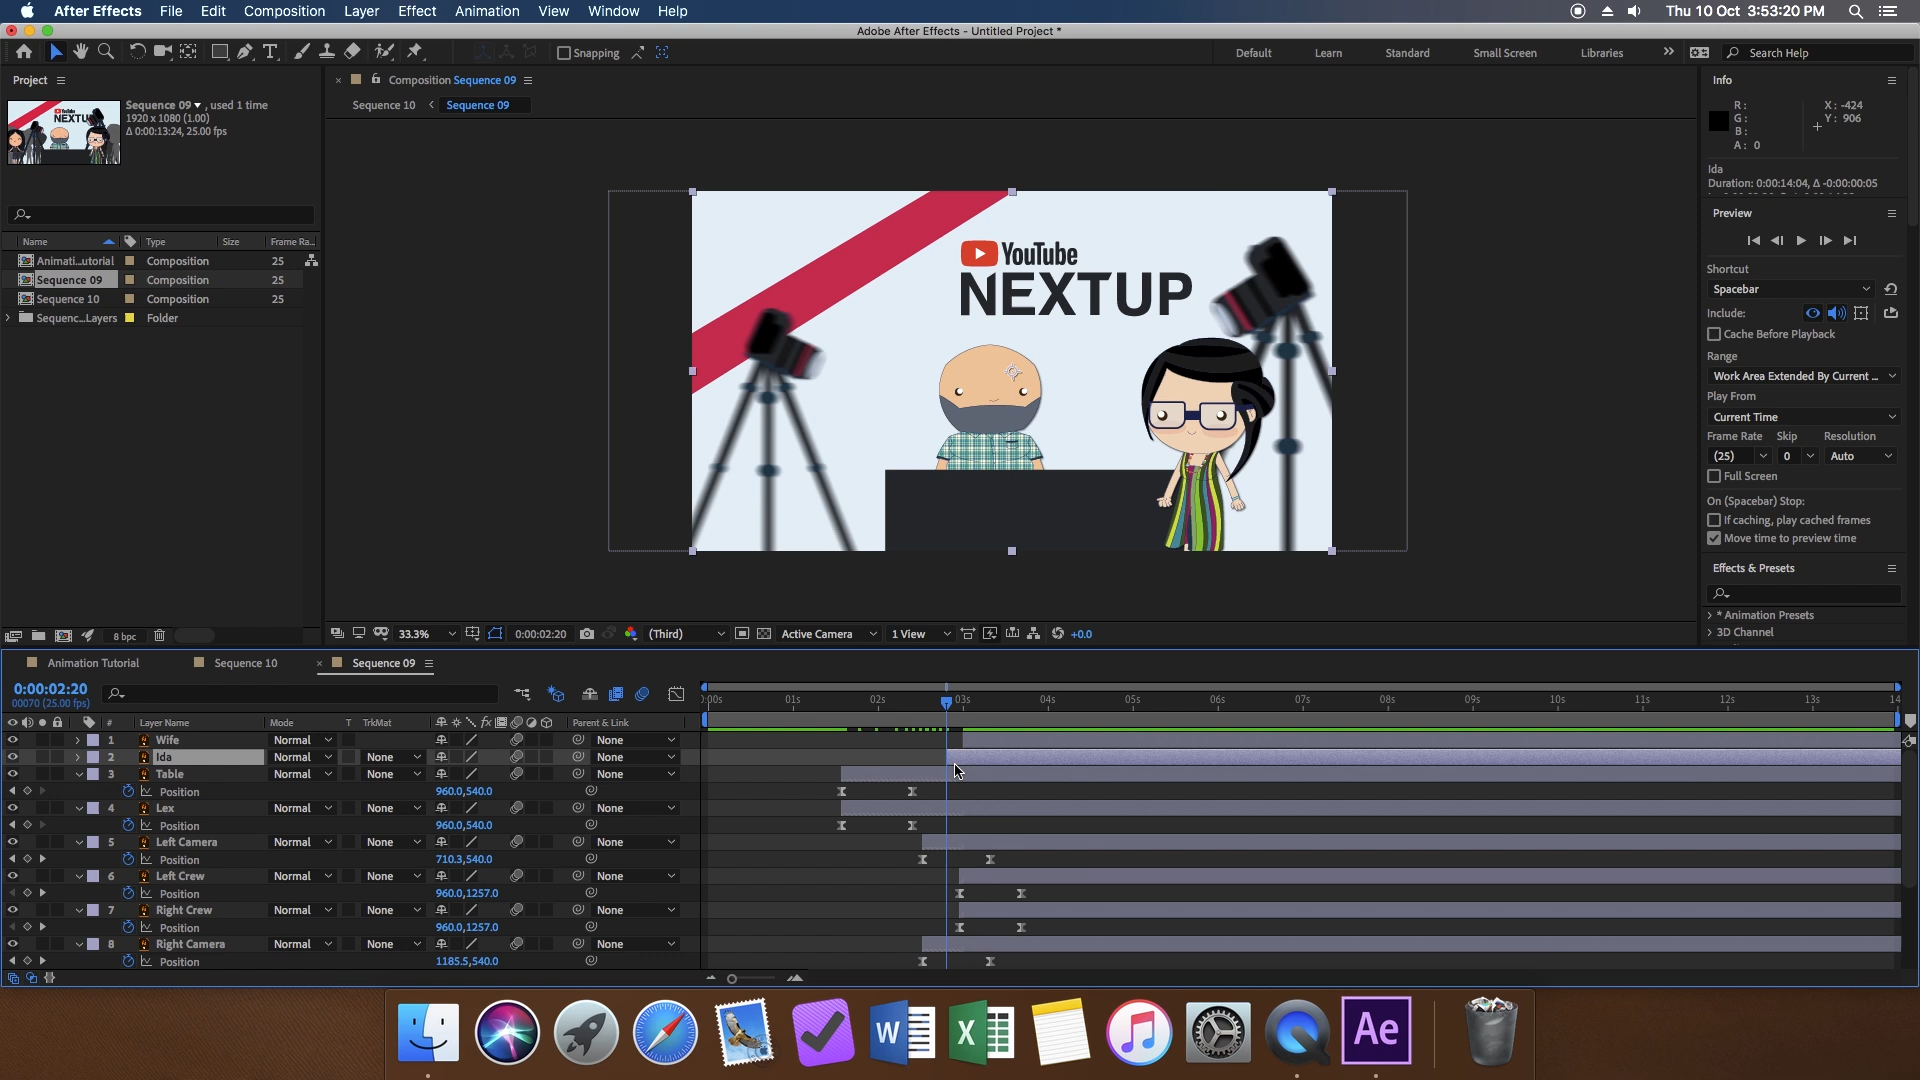 After Effects File Edit Composition Layer Effect Animation View Window Help Thu 10 Oct 3:53:20 PM
Adobe After Effects - Untitled Project *
Snapping Default Learn Standard Small Screen Libraries Search Help
Project
Sequence 09 , used 1 time
1920 x 1080 (1.00)
Δ 0:00:13:24, 25.00 fps
Name Type Size Frame Ra...
Animati...utorial Composition 25
Sequence 09 Composition 25
Sequence 10 Composition 25
Sequenc...Layers Folder
8 bpc
Composition Sequence 09
Sequence 10 Sequence 09
YouTube
NEXTUP
33.3% 0:00:02:20 (Third) Active Camera 1 View +0.0
Info
R: X: -424
G: Y: 906
B:
A: 0
Ida
Duration: 0:00:14:04, Δ -0:00:00:05
Preview
Shortcut
Spacebar
Include:
Cache Before Playback
Range
Work Area Extended By Current ...
Play From
Current Time
Frame Rate Skip Resolution
(25) 0 Auto
Full Screen
On (Spacebar) Stop:
If caching, play cached frames
Move time to preview time
Effects & Presets
* Animation Presets
3D Channel
Animation Tutorial Sequence 10 Sequence 09
0:00:02:20
00070 (25.00 fps)
:00s 01s 02s 03s 04s 05s 06s 07s 08s 09s 10s 11s 12s 13s 14
# Layer Name Mode T TrkMat fx Parent & Link
1 Wife Normal None
2 Ida Normal None None
3 Table Normal None None
Position 960.0,540.0
4 Lex Normal None None
Position 960.0,540.0
5 Left Camera Normal None None
Position 710.3,540.0
6 Left Crew Normal None None
Position 960.0,1257.0
7 Right Crew Normal None None
Position 960.0,1257.0
8 Right Camera Normal None None
Position 1185.5,540.0
W X Ae